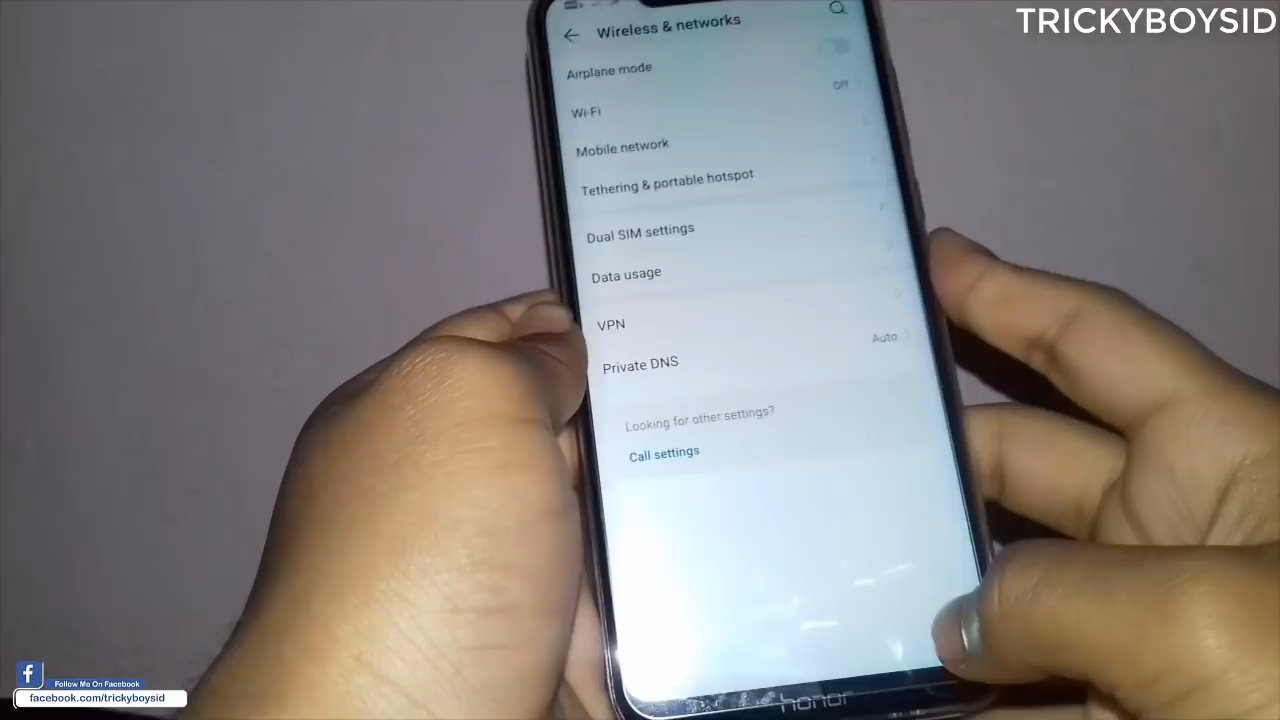 TRICKYBOYSID
Wireless & networks
Airplane mode
Wi-Fi
Off
Mobile network
Tethering & portable hotspot
Dual SIM settings
Data usage
VPN
Private DNS
Auto
Looking for other settings?
Call settings
honor
f
Follow Me On Facebook
facebook.com/trickyboysid